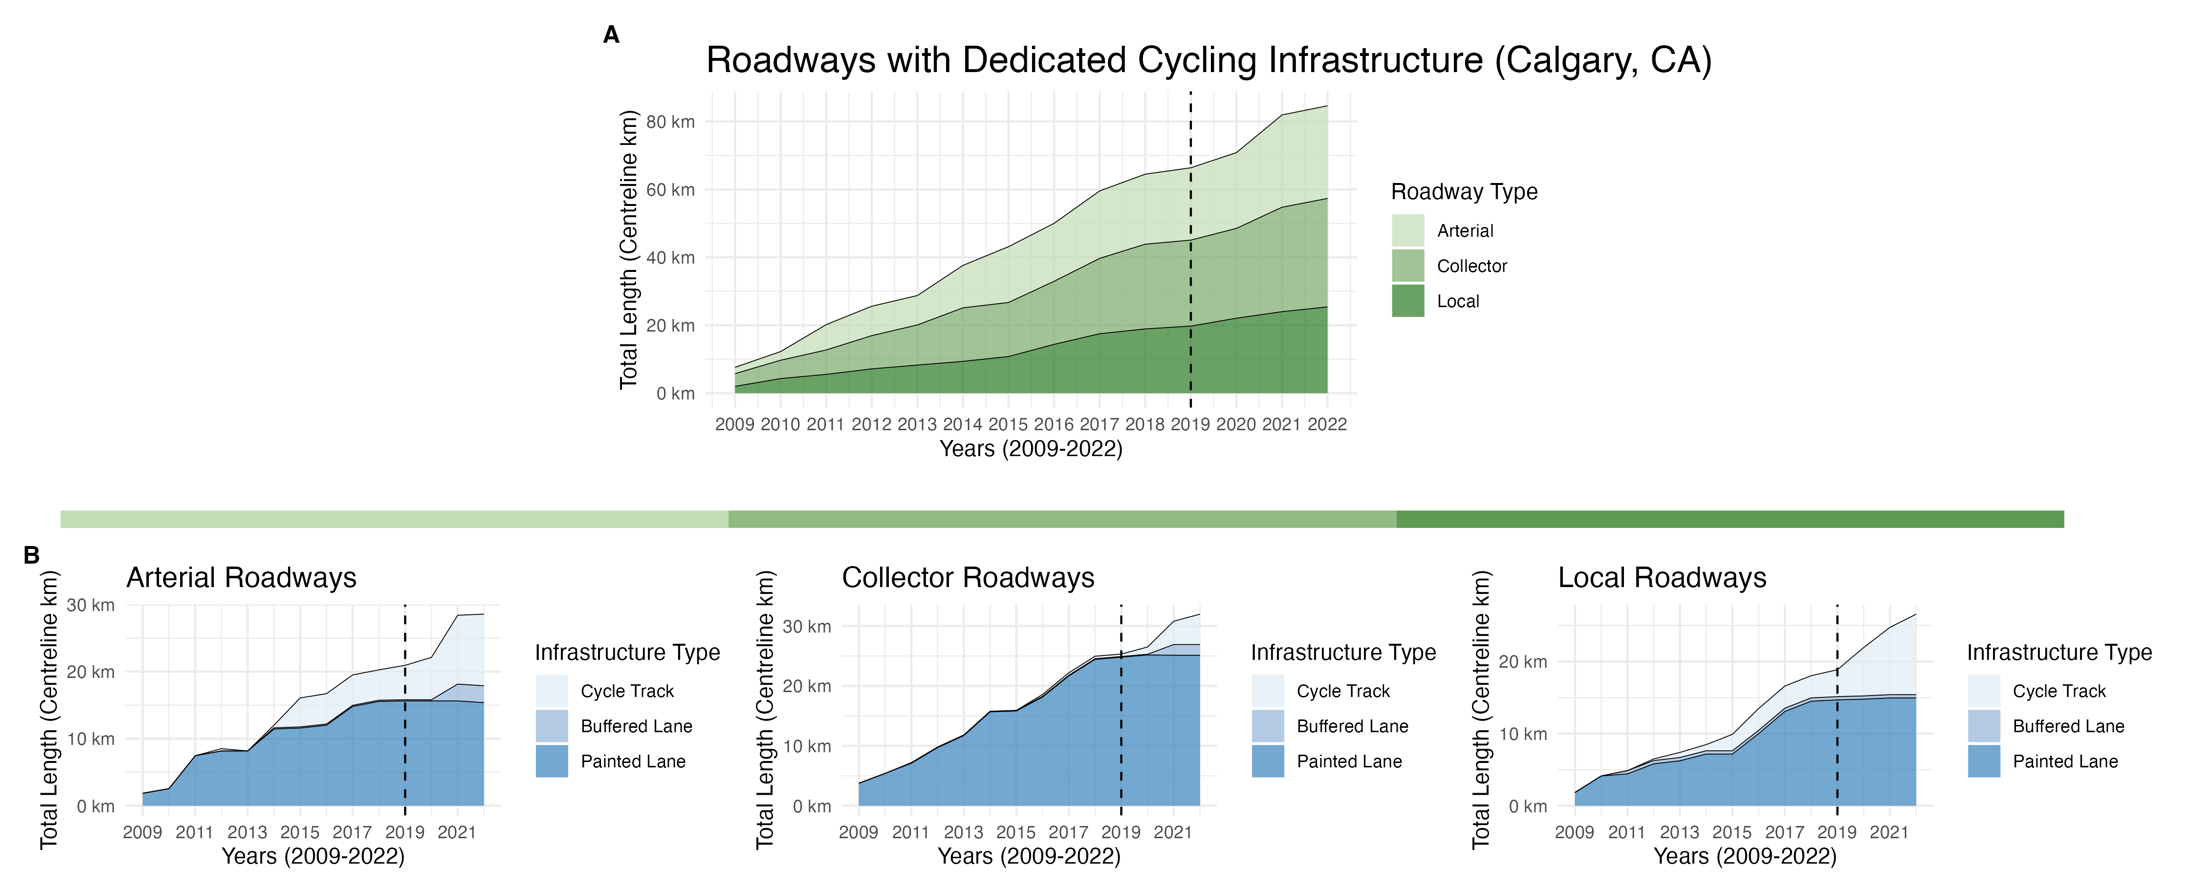 A
Roadways with Dedicated Cycling Infrastructure (Calgary, CA)
Total Length (Centreline km)
80 km
60 km
40 km
20 km
0 km
2009 2010 2011 2012 2013 2014 2015 2016 2017 2018 2019 2020 2021 2022
Years (2009-2022)
Roadway Type
Arterial
Collector
Local
B
Arterial Roadways
Total Length (Centreline km)
30 km
20 km
10 km
0 km
2009 2011 2013 2015 2017 2019 2021
Years (2009-2022)
Infrastructure Type
Cycle Track
Buffered Lane
Painted Lane
Collector Roadways
Total Length (Centreline km)
30 km
20 km
10 km
0 km
2009 2011 2013 2015 2017 2019 2021
Years (2009-2022)
Infrastructure Type
Cycle Track
Buffered Lane
Painted Lane
Local Roadways
Total Length (Centreline km)
20 km
10 km
0 km
2009 2011 2013 2015 2017 2019 2021
Years (2009-2022)
Infrastructure Type
Cycle Track
Buffered Lane
Painted Lane